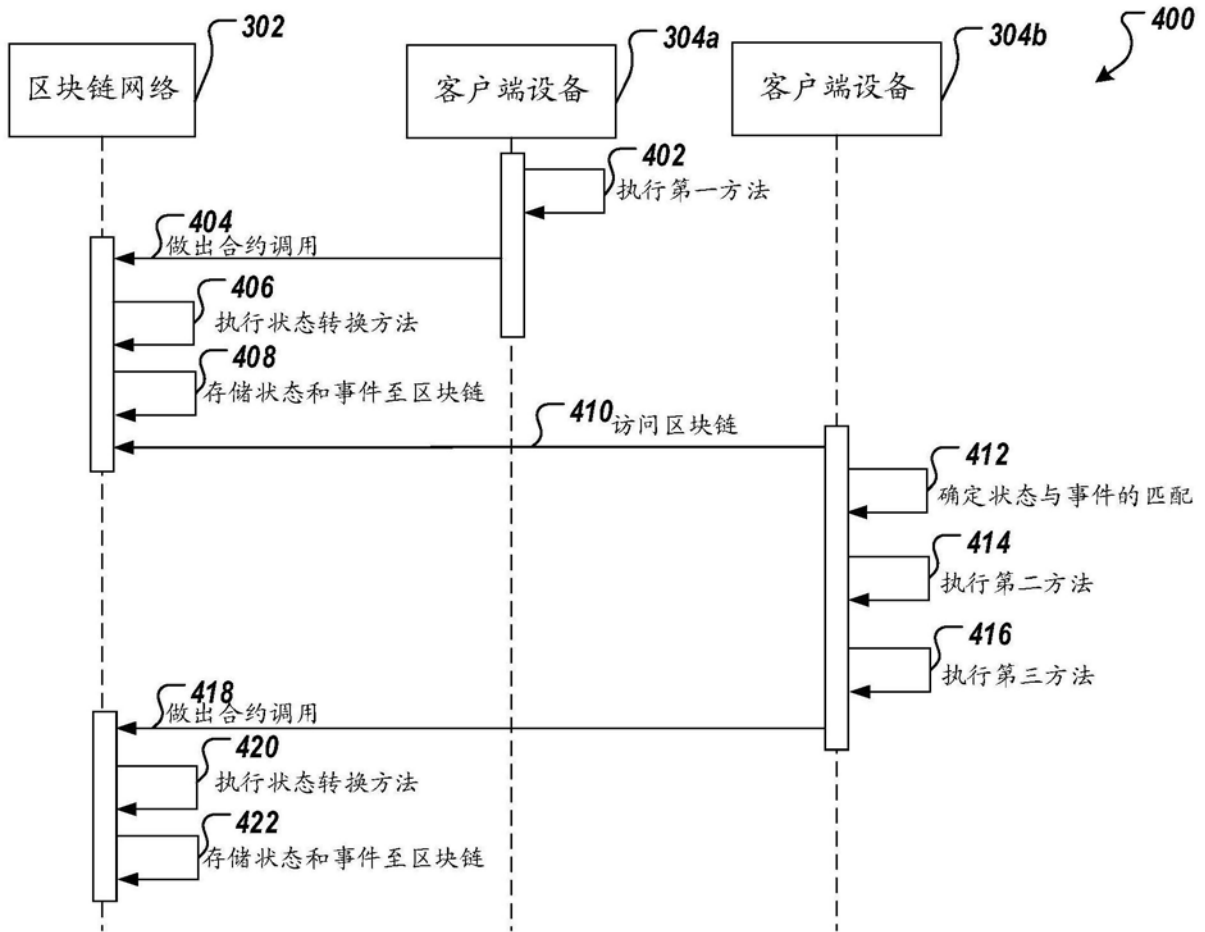 302
304a
304b
400
区块链网络
客户端设备
客户端设备
402
执行第一方法
404
做出合约调用
406
执行状态转换方法
408
存储状态和事件至区块链
410
访问区块链
412
确定状态与事件的匹配
414
执行第二方法
416
执行第三方法
418
做出合约调用
420
执行状态转换方法
422
存储状态和事件至区块链